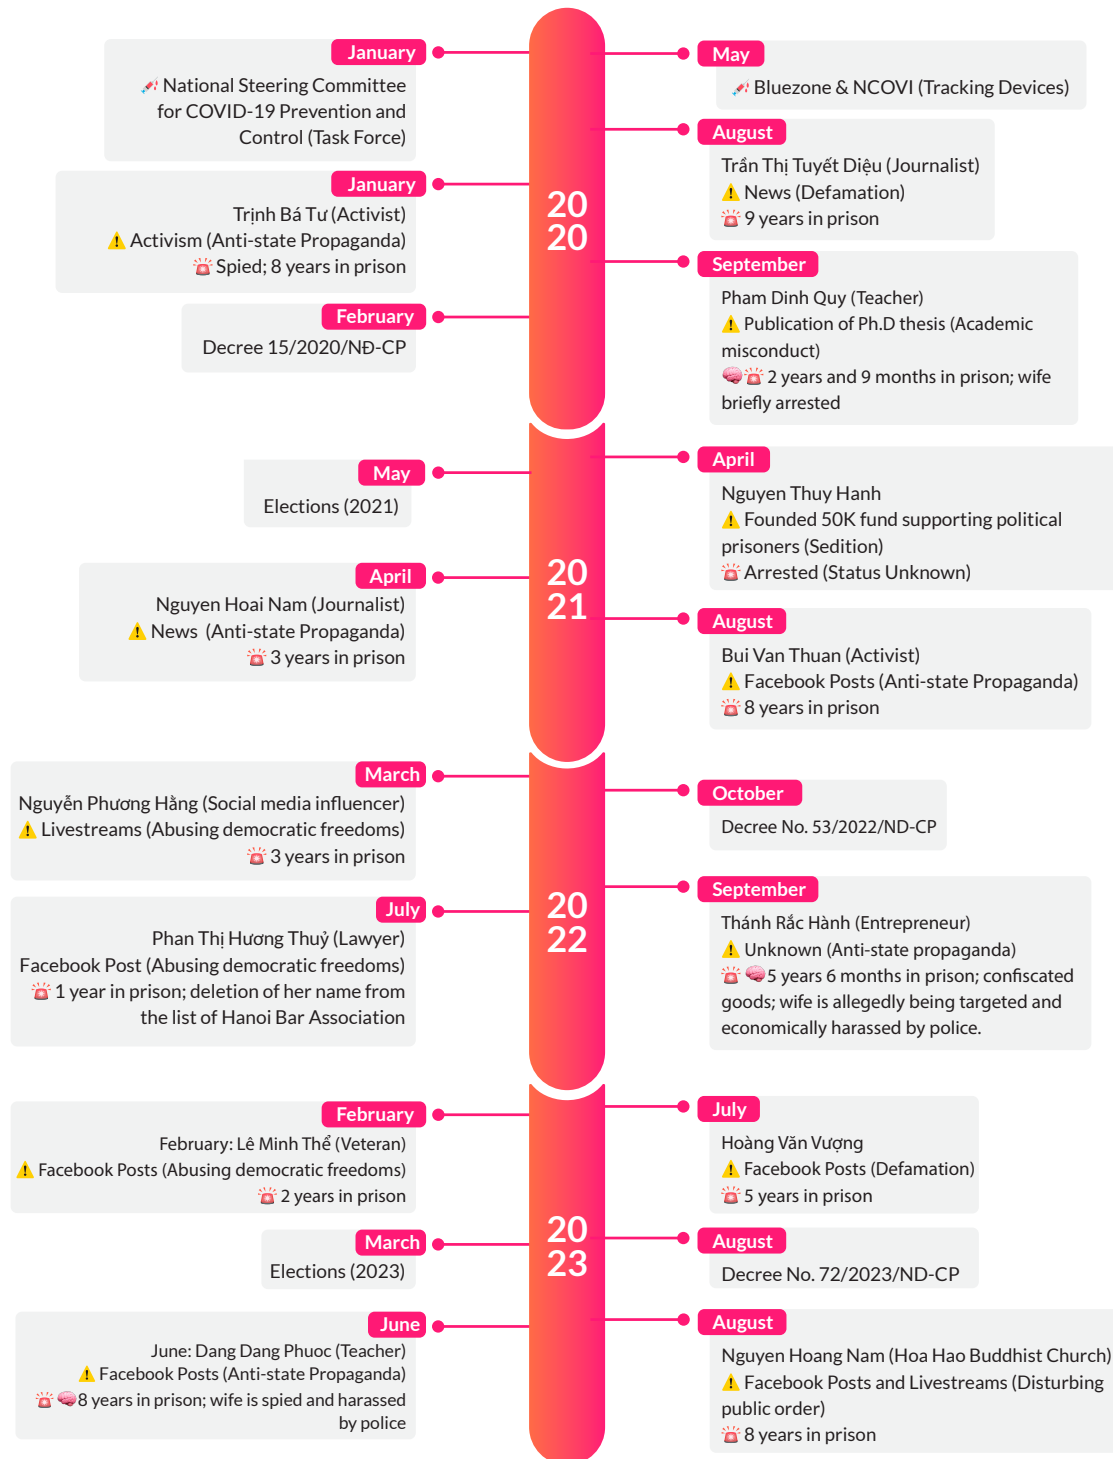 January
National Steering Committee
for COVID-19 Prevention and
Control (Task Force)
January
Trịnh Bá Tư (Activist)
Activism (Anti-state Propaganda)
Spied; 8 years in prison
February
Decree 15/2020/NĐ-CP
20
20
May
Bluezone & NCOVI (Tracking Devices)
August
Trần Thị Tuyết Diệu (Journalist)
News (Defamation)
9 years in prison
September
Pham Dinh Quy (Teacher)
Publication of Ph.D thesis (Academic
misconduct)
2 years and 9 months in prison; wife
briefly arrested
May
Elections (2021)
April
Nguyen Hoai Nam (Journalist)
News (Anti-state Propaganda)
3 years in prison
20
21
April
Nguyen Thuy Hanh
Founded 50K fund supporting political
prisoners (Sedition)
Arrested (Status Unknown)
August
Bui Van Thuan (Activist)
Facebook Posts (Anti-state Propaganda)
8 years in prison
March
Nguyễn Phương Hằng (Social media influencer)
Livestreams (Abusing democratic freedoms)
3 years in prison
July
Phan Thị Hương Thuỷ (Lawyer)
Facebook Post (Abusing democratic freedoms)
1 year in prison; deletion of her name from
the list of Hanoi Bar Association
20
22
October
Decree No. 53/2022/ND-CP
September
Thánh Rắc Hành (Entrepreneur)
Unknown (Anti-state propaganda)
5 years 6 months in prison; confiscated
goods; wife is allegedly being targeted and
economically harassed by police.
February
February: Lê Minh Thể (Veteran)
Facebook Posts (Abusing democratic freedoms)
2 years in prison
March
Elections (2023)
June
June: Dang Dang Phuoc (Teacher)
Facebook Posts (Anti-state Propaganda)
8 years in prison; wife is spied and harassed
by police
20
23
July
Hoàng Văn Vượng
Facebook Posts (Defamation)
5 years in prison
August
Decree No. 72/2023/ND-CP
August
Nguyen Hoang Nam (Hoa Hao Buddhist Church)
Facebook Posts and Livestreams (Disturbing
public order)
8 years in prison